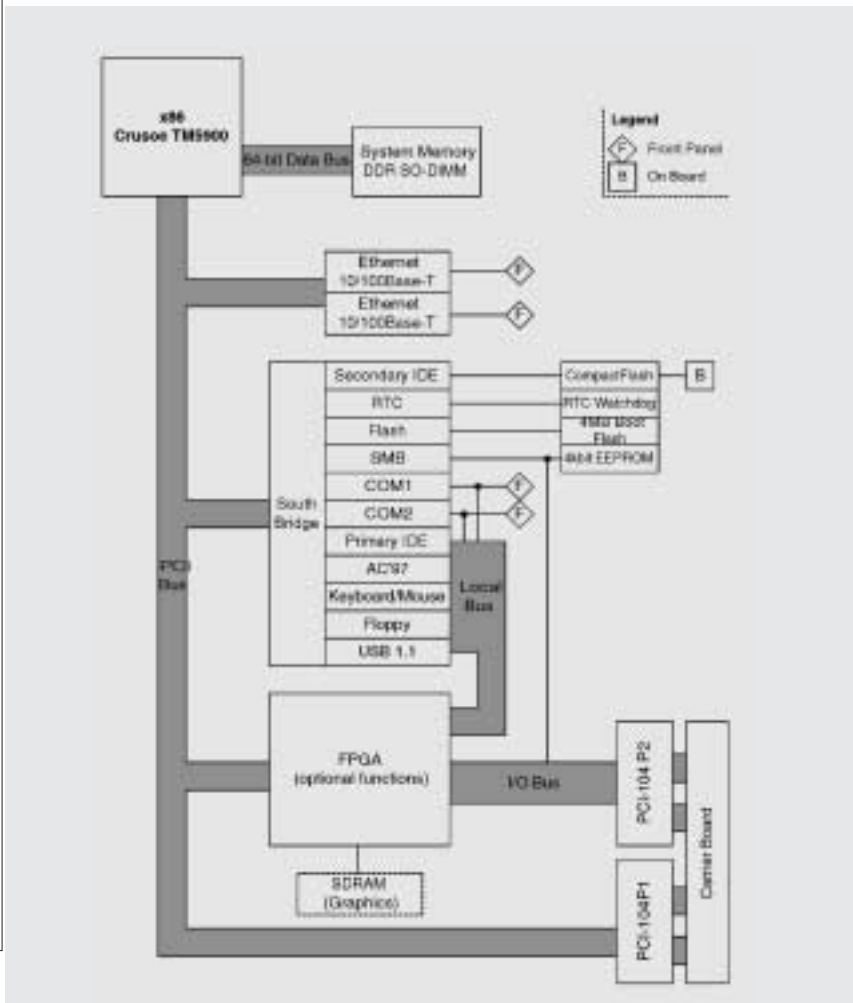 x86
Crusoe TM5900
64-bit Data Bus
System Memory
DDR SO-DIMM
Legend
F Front Panel
B On Board
Ethernet
10/100Base-T
F
Ethernet
10/100Base-T
F
South
Bridge
Secondary IDE
CompactFlash
B
RTC
RTC Watchdog
Flash
Boot
Flash
SMB
EEPROM
COM1
F
COM2
F
Primary IDE
AC'97
Keyboard/Mouse
Floppy
USB 1.1
Local
Bus
PCI
Bus
FPGA
(optional functions)
I/O Bus
SDRAM
(Graphics)
PCI-104 P2
PCI-104 P1
Carrier Board